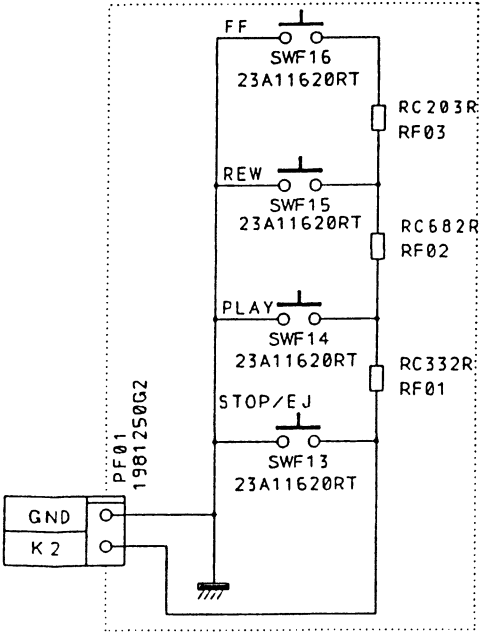 FF
SWF16
23A11620RT
RC203R
RF03
REW
SWF15
23A11620RT
RC682R
RF02
PLAY
SWF14
23A11620RT
RC332R
RF01
STOP/EJ
SWF13
23A11620RT
PF01
1981250G2
GND
K2